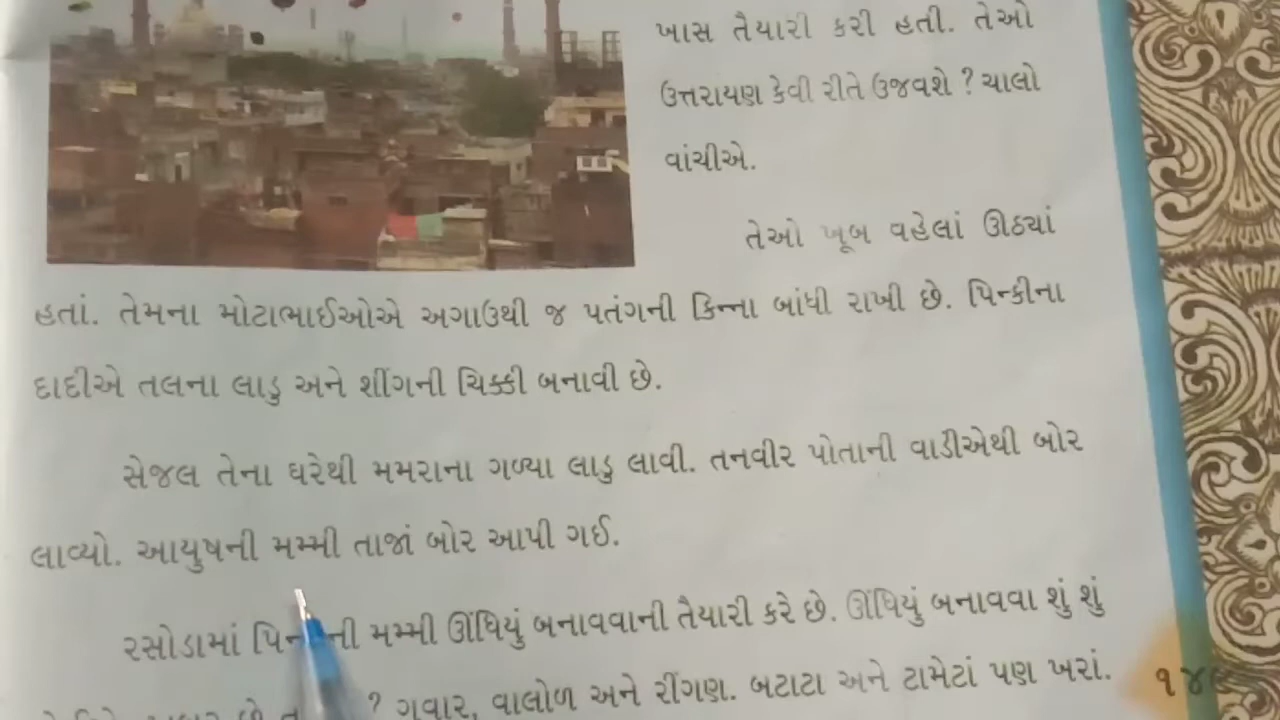 ખાસ તૈયારી કરી હતી. તેઓ
ઉત્તરાયણ કેવી રીતે ઉજવશે ? ચાલો
વાંચીએ.
તેઓ ખૂબ વહેલાં ઊઠ્યાં
હતાં. તેમના મોટાભાઈઓએ અગાઉથી જ પતંગની કિન્ના બાંધી રાખી છે. પિન્કીના
દાદીએ તલના લાડુ અને શીંગની ચિક્કી બનાવી છે.
સેજલ તેના ઘરેથી મમરાના ગળ્યા લાડુ લાવી. તનવીર પોતાની વાડીએથી બોર
લાવ્યો. આયુષની મમ્મી તાજાં બોર આપી ગઈ.
રસોડામાં મમ્મી ઊંધિયું બનાવવાની તૈયારી કરે છે. ઊંધિયું બનાવવા શું શું
? ગવાર, વાલોળ અને રીંગણ. બટાટા અને ટામેટાં પણ ખરાં.